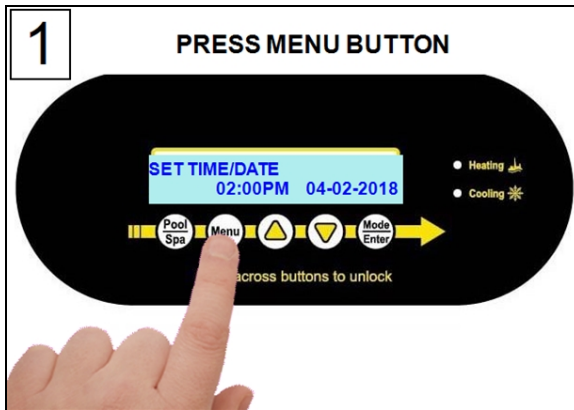 1
PRESS MENU BUTTON
SET TIME/DATE
02:00PM 04-02-2018
Heating
Cooling
Pool
Spa
Menu
Mode
Enter
across buttons to unlock